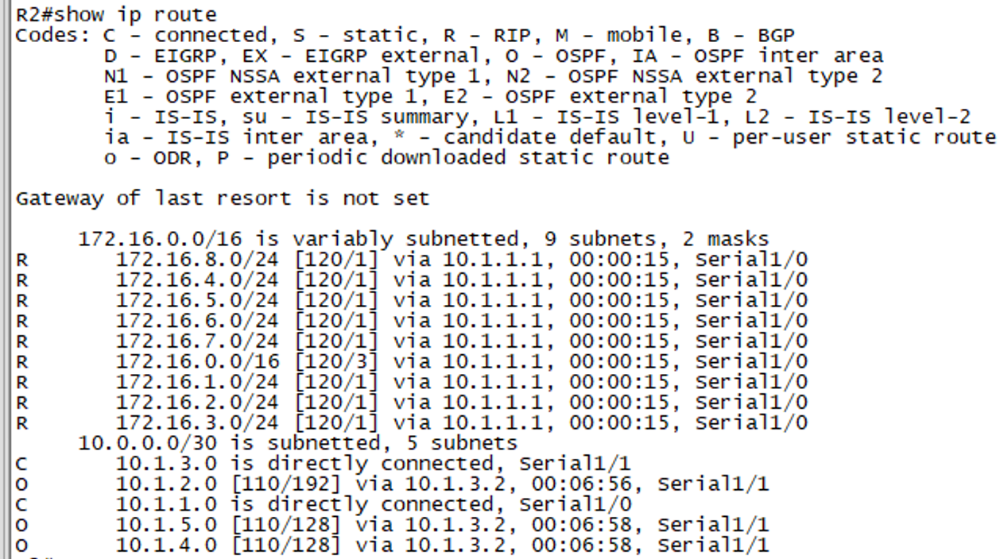 R2#show ip route
Codes: C - connected, S - static, R - RIP, M - mobile, B - BGP
       D - EIGRP, EX - EIGRP external, O - OSPF, IA - OSPF inter area
       N1 - OSPF NSSA external type 1, N2 - OSPF NSSA external type 2
       E1 - OSPF external type 1, E2 - OSPF external type 2
       i - IS-IS, su - IS-IS summary, L1 - IS-IS level-1, L2 - IS-IS level-2
       ia - IS-IS inter area, * - candidate default, U - per-user static route
       o - ODR, P - periodic downloaded static route

Gateway of last resort is not set

     172.16.0.0/16 is variably subnetted, 9 subnets, 2 masks
R       172.16.8.0/24 [120/1] via 10.1.1.1, 00:00:15, Serial1/0
R       172.16.4.0/24 [120/1] via 10.1.1.1, 00:00:15, Serial1/0
R       172.16.5.0/24 [120/1] via 10.1.1.1, 00:00:15, Serial1/0
R       172.16.6.0/24 [120/1] via 10.1.1.1, 00:00:15, Serial1/0
R       172.16.7.0/24 [120/1] via 10.1.1.1, 00:00:15, Serial1/0
R       172.16.0.0/16 [120/3] via 10.1.1.1, 00:00:15, Serial1/0
R       172.16.1.0/24 [120/1] via 10.1.1.1, 00:00:15, Serial1/0
R       172.16.2.0/24 [120/1] via 10.1.1.1, 00:00:15, Serial1/0
R       172.16.3.0/24 [120/1] via 10.1.1.1, 00:00:15, Serial1/0
     10.0.0.0/30 is subnetted, 5 subnets
C       10.1.3.0 is directly connected, Serial1/1
O       10.1.2.0 [110/192] via 10.1.3.2, 00:06:56, Serial1/1
C       10.1.1.0 is directly connected, Serial1/0
O       10.1.5.0 [110/128] via 10.1.3.2, 00:06:58, Serial1/1
O       10.1.4.0 [110/128] via 10.1.3.2, 00:06:58, Serial1/1